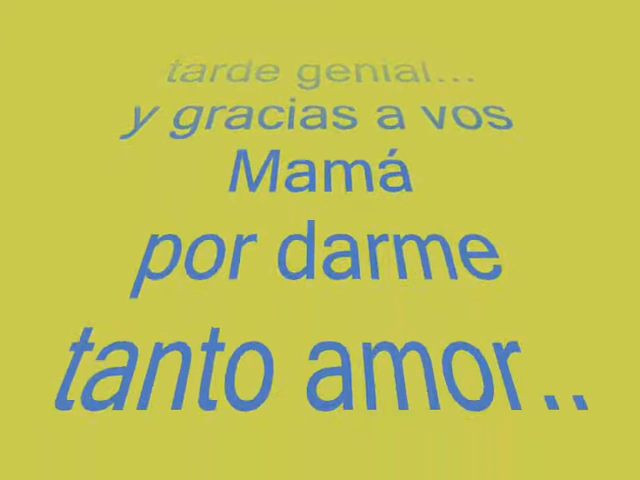 tarde genial...
y gracias a vos
Mamá
por darme
tanto amor..